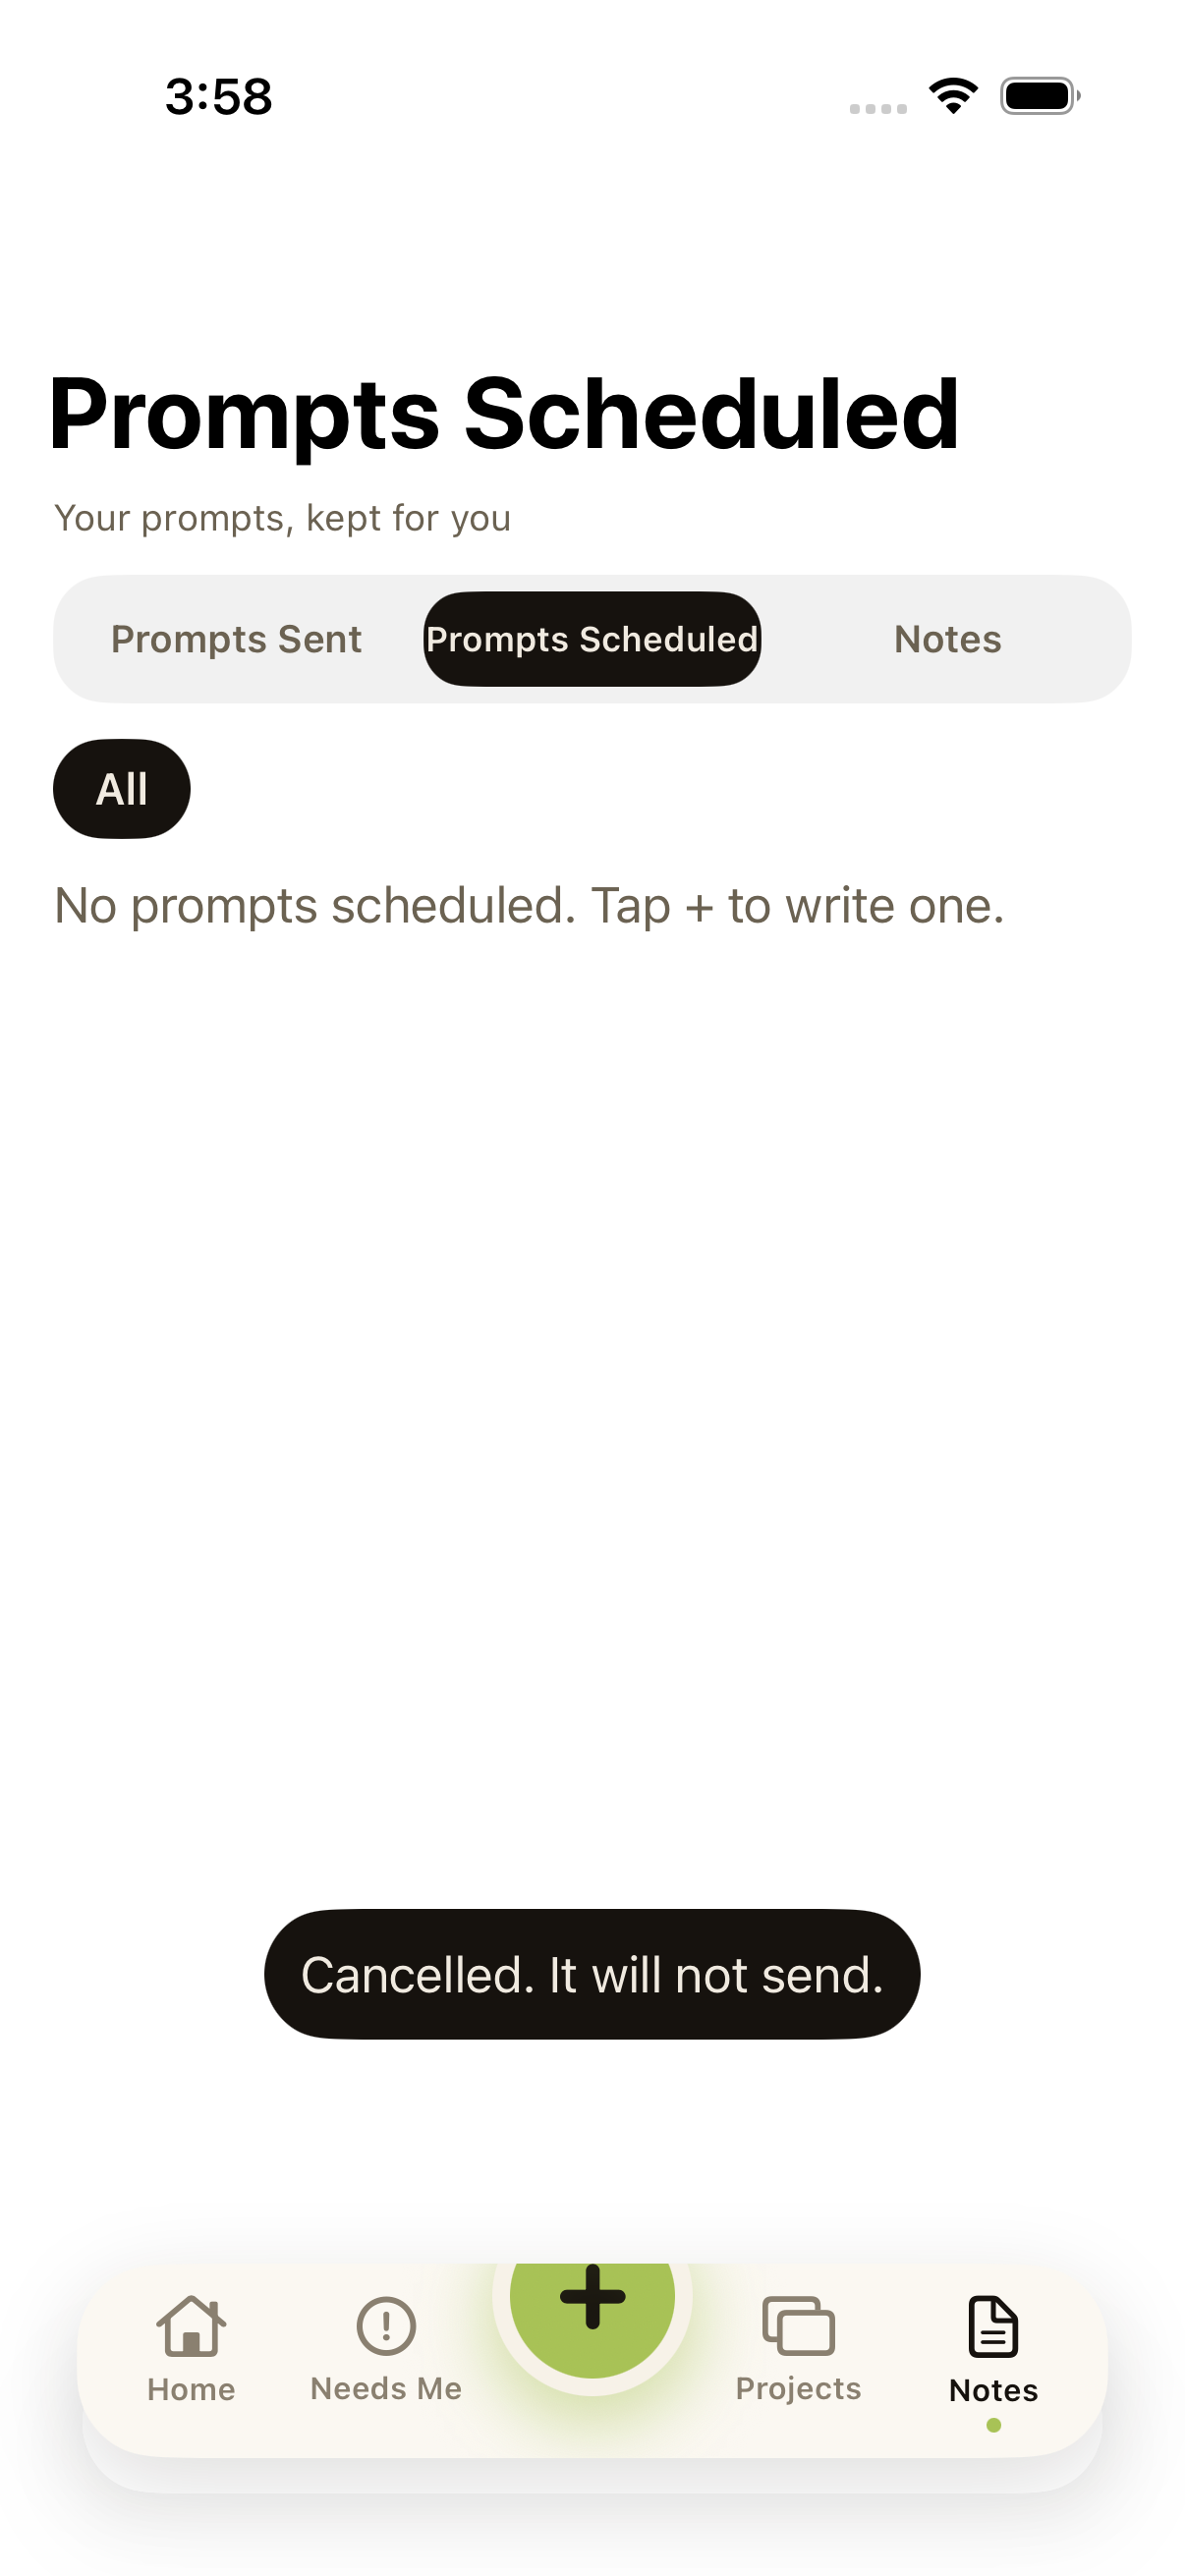 3:58
Prompts Scheduled
Your prompts, kept for you
Prompts Sent
Prompts Scheduled
Notes
All
No prompts scheduled. Tap + to write one.
Cancelled. It will not send.
Home
Needs Me
Projects
Notes